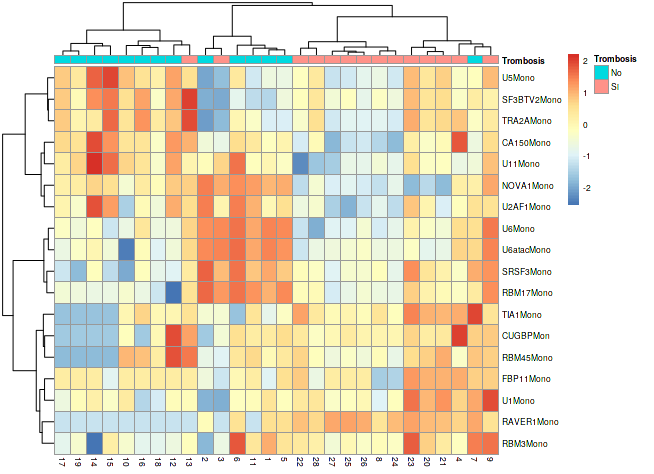 Trombosis
U5Mono
SF3BTV2Mono
TRA2AMono
CA150Mono
U11Mono
NOVA1Mono
U2AF1Mono
U6Mono
U6atacMono
SRSF3Mono
RBM17Mono
TIA1Mono
CUGBPMon
RBM45Mono
FBP11Mono
U1Mono
RAVER1Mono
RBM3Mono
17 19 14 15 10 16 18 12 13 2 3 6 11 1 5 22 28 27 25 26 8 24 23 20 21 4 7 9
2
1
0
-1
-2
Trombosis
No
SI